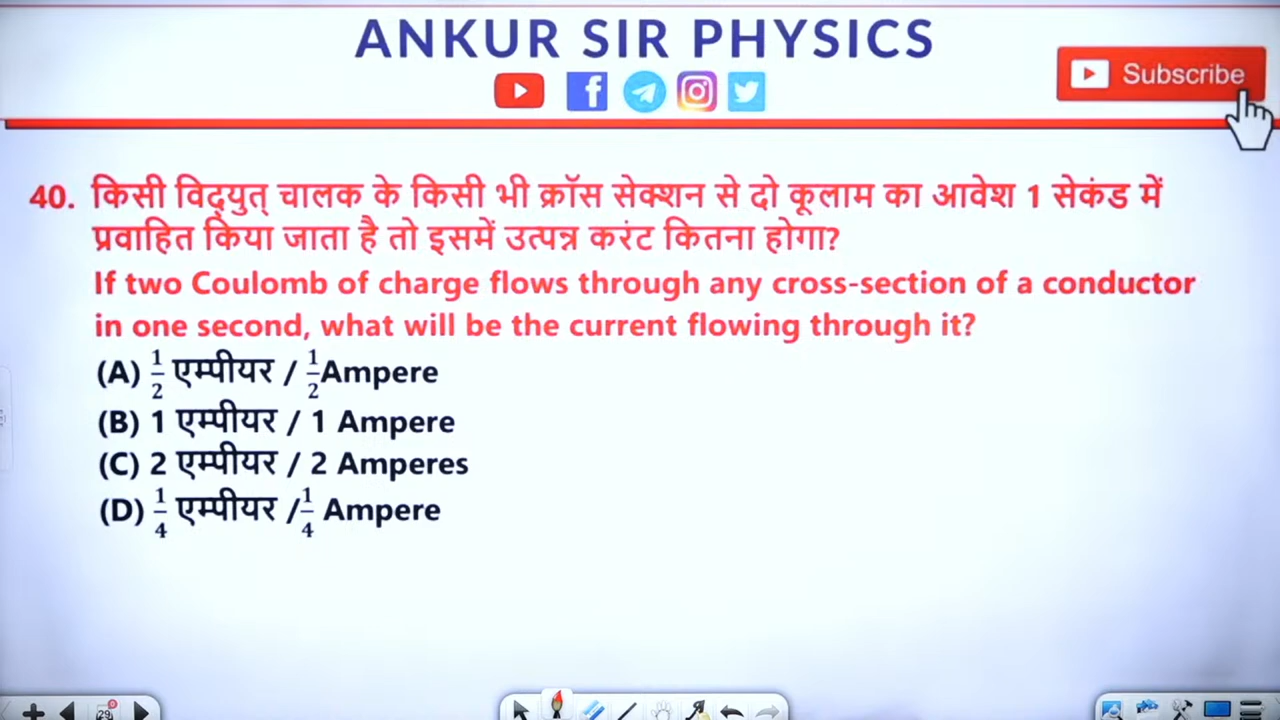 ANKUR SIR PHYSICS
Subscribe
40. किसी विद्युत् चालक के किसी भी क्रॉस सेक्शन से दो कूलाम का आवेश 1 सेकंड में
प्रवाहित किया जाता है तो इसमें उत्पन्न करंट कितना होगा?
If two Coulomb of charge flows through any cross-section of a conductor
in one second, what will be the current flowing through it?
(A) 1/2 एम्पीयर / 1/2 Ampere
(B) 1 एम्पीयर / 1 Ampere
(C) 2 एम्पीयर / 2 Amperes
(D) 1/4 एम्पीयर / 1/4 Ampere
29